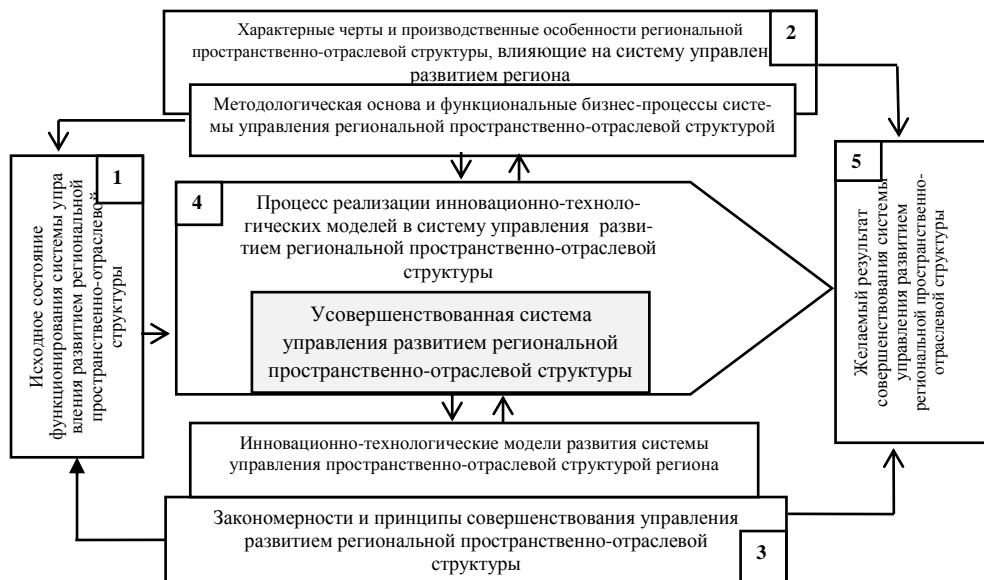 Характерные черты и производственные особенности региональной
пространственно-отраслевой структуры, влияющие на систему управлен
развитием региона
2
Методологическая основа и функциональные бизнес-процессы систе-
мы управления региональной пространственно-отраслевой структурой
1
Исходное состояние
функционирования системы упра
вления развитием региональной
пространственно-отраслевой
структуры
4
Процесс реализации инновационно-техноло-
гических моделей в систему управления разви-
тием региональной пространственно-отраслевой
структуры
Усовершенствованная система
управления развитием региональной
пространственно-отраслевой структуры
5
Желаемый результат
совершенствования системы
управления развитием
региональной пространственно-
отраслевой структуры
Инновационно-технологические модели развития системы
управления пространственно-отраслевой структурой региона
Закономерности и принципы совершенствования управления
развитием региональной пространственно-отраслевой
структуры
3